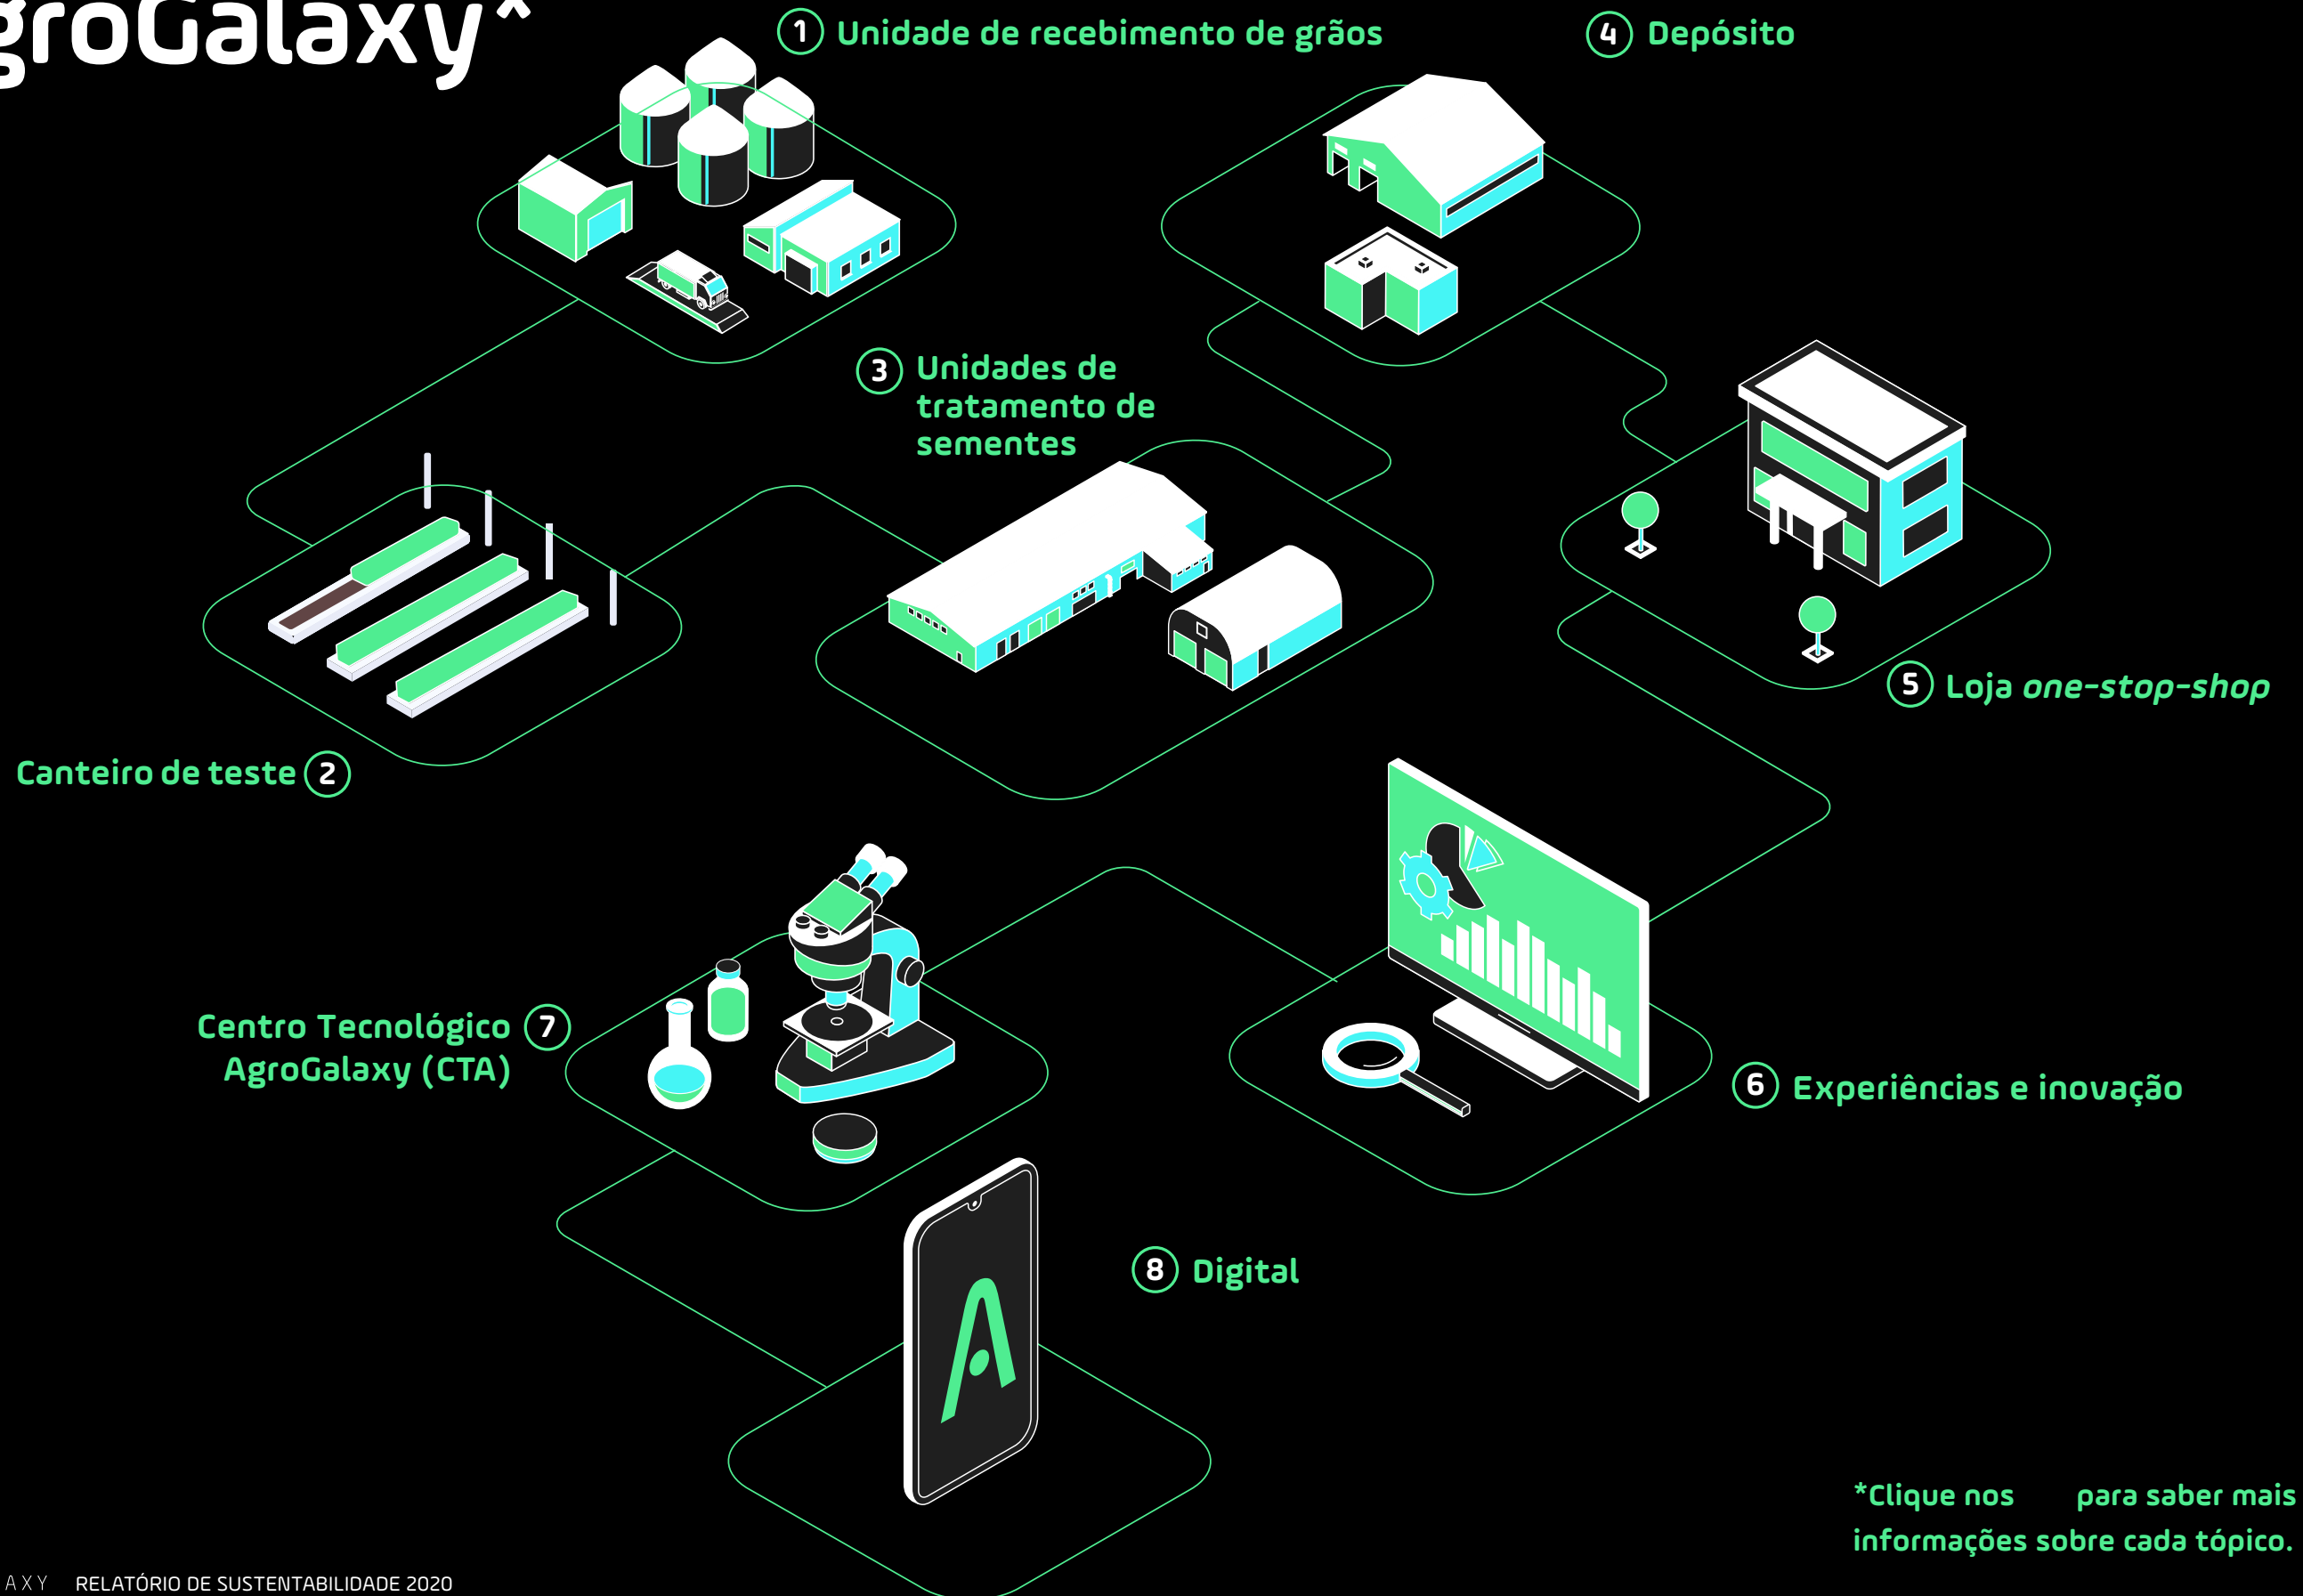 groGalaxy*
1 Unidade de recebimento de grãos
4 Depósito
3 Unidades de
tratamento de
sementes
5 Loja one-stop-shop
Canteiro de teste 2
Centro Tecnológico 7
AgroGalaxy (CTA)
6 Experiências e inovação
8 Digital
*Clique nos para saber mais
informações sobre cada tópico.
AXY RELATÓRIO DE SUSTENTABILIDADE 2020